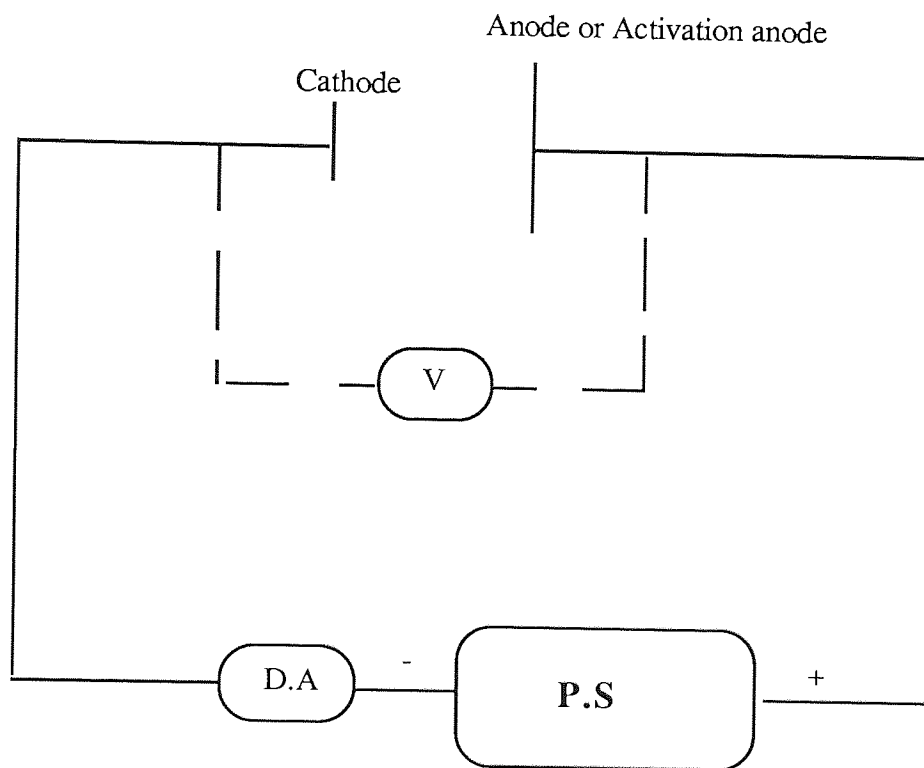 Anode or Activation anode
Cathode
V
D.A
-
P.S
+